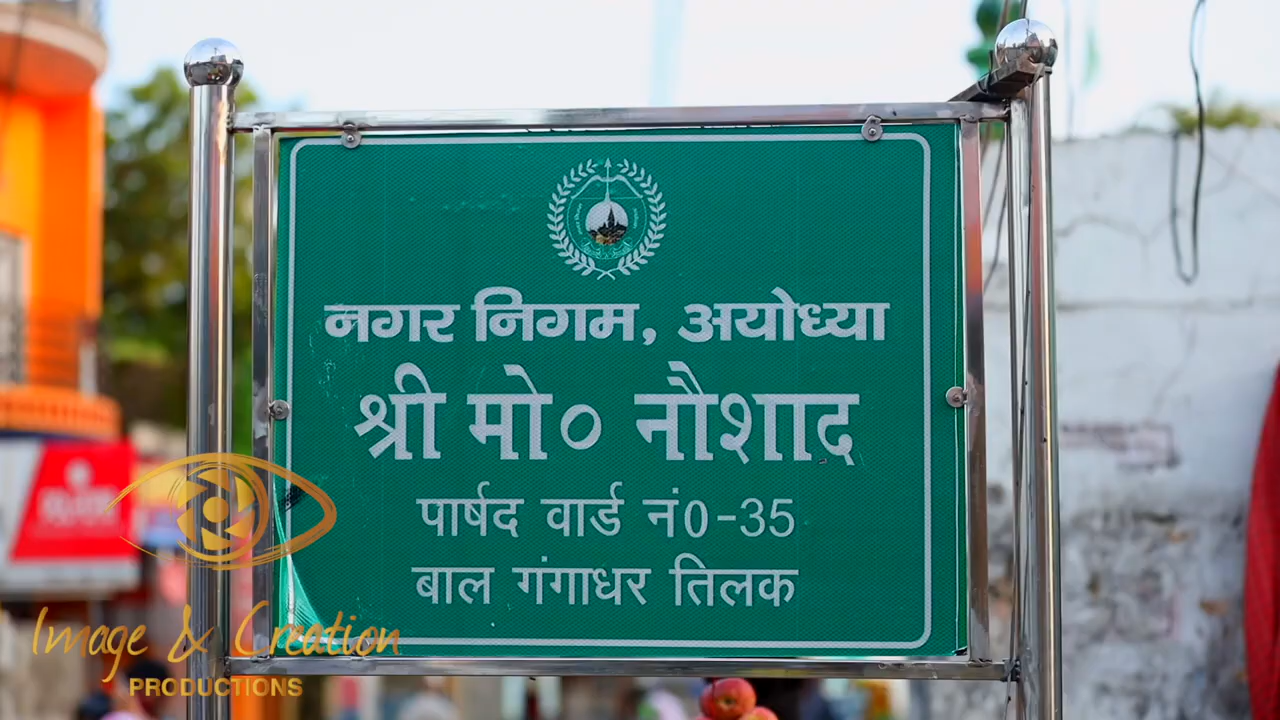 नगर निगम, अयोध्या
श्री मो० नौशाद
पार्षद वार्ड नं0-35
बाल गंगाधर तिलक
Image & Creation
PRODUCTIONS